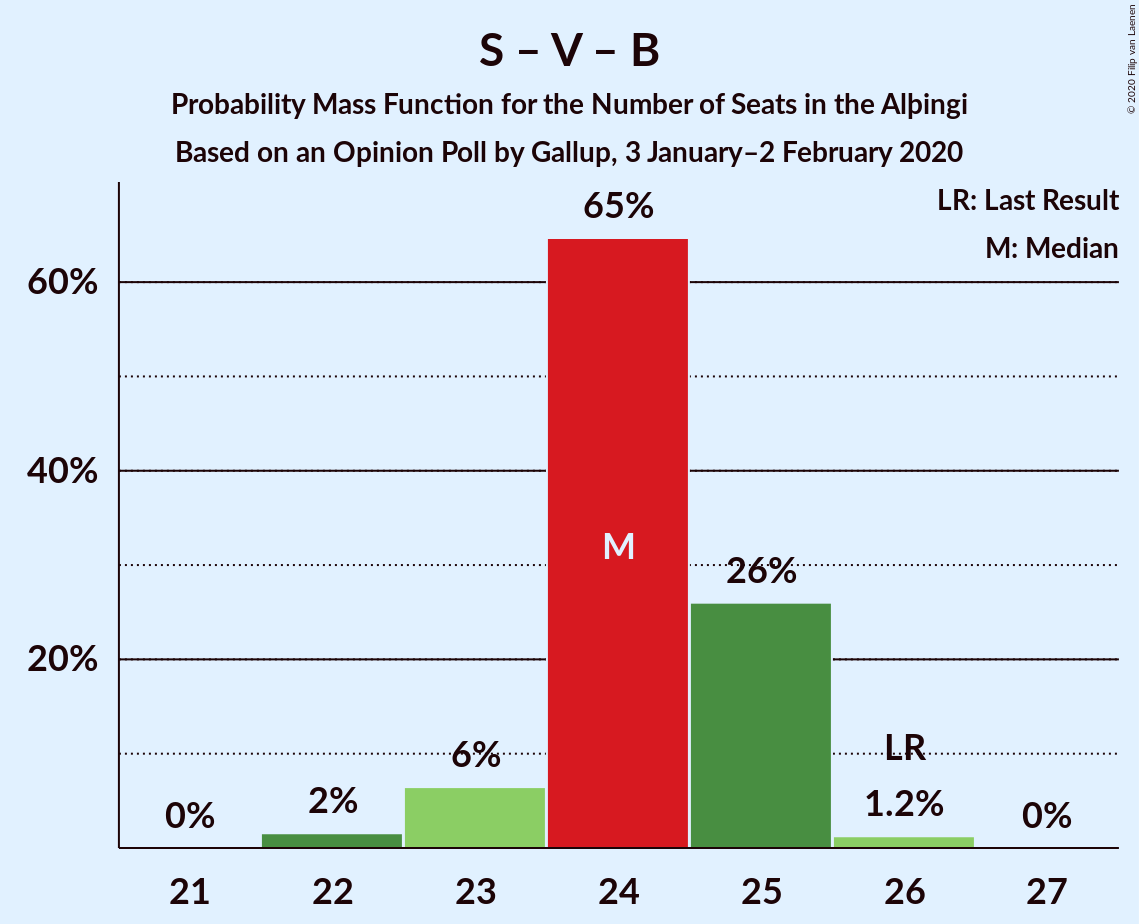 S – V – B
Probability Mass Function for the Number of Seats in the Alþingi
Based on an Opinion Poll by Gallup, 3 January–2 February 2020
© 2020 Filip van Laenen
LR: Last Result
M: Median
65%
60%
40%
M
26%
20%
6%
LR
2%
1.2%
0%
0%
21 22 23 24 25 26 27